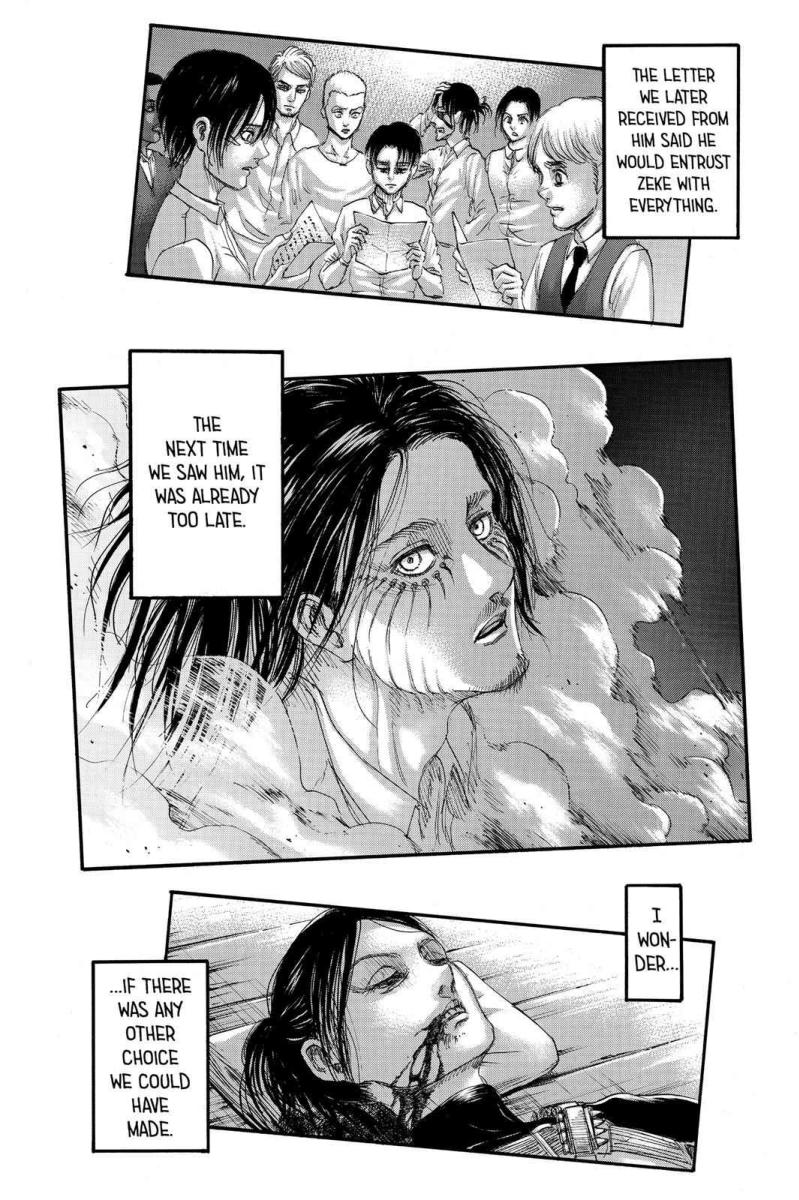 THE LETTER
WE LATER
RECEIVED FROM
HIM SAID HE
WOULD ENTRUST
ZEKE WITH
EVERYTHING.
THE
NEXT TIME
WE SAW HIM, IT
WAS ALREADY
TOO LATE.
I
WON-
DER...
...IF THERE
WAS ANY
OTHER
CHOICE
WE COULD
HAVE
MADE.